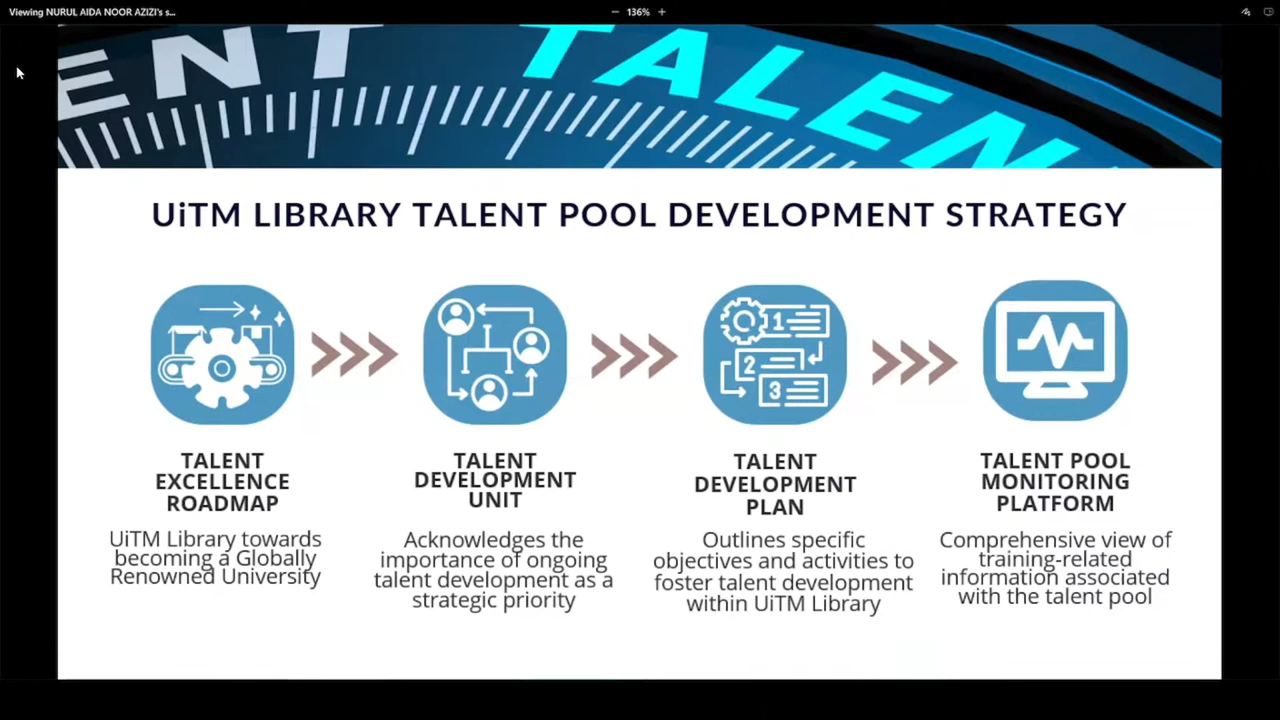 Viewing NURUL AIDA NOOR AZIZI's s...
136%
ENT TALEN
UiTM LIBRARY TALENT POOL DEVELOPMENT STRATEGY
1
2
3
TALENT
EXCELLENCE
ROADMAP
UiTM Library towards
becoming a Globally
Renowned University
TALENT
DEVELOPMENT
UNIT
Acknowledges the
importance of ongoing
talent development as a
strategic priority
TALENT
DEVELOPMENT
PLAN
Outlines specific
objectives and activities to
foster talent development
within UiTM Library
TALENT POOL
MONITORING
PLATFORM
Comprehensive view of
training-related
information associated
with the talent pool